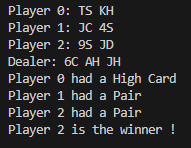 Player 0: TS KH
Player 1: JC 4S
Player 2: 9S JD
Dealer: 6C AH JH
Player 0 had a High Card
Player 1 had a Pair
Player 2 had a Pair
Player 2 is the winner !